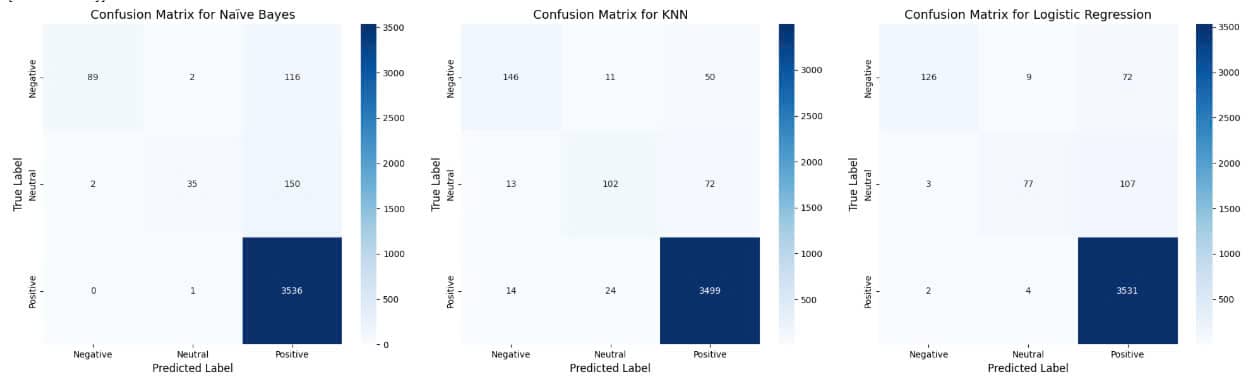 Confusion Matrix for Naïve Bayes
True Label
Negative
Neutral
Positive
89 2 116
2 35 150
0 1 3536
Negative Neutral Positive
Predicted Label
3500
3000
2500
2000
1500
1000
500
0
Confusion Matrix for KNN
True Label
Negative
Neutral
Positive
146 11 50
13 102 72
14 24 3499
Negative Neutral Positive
Predicted Label
3000
2500
2000
1500
1000
500
Confusion Matrix for Logistic Regression
True Label
Negative
Neutral
Positive
126 9 72
3 77 107
2 4 3531
Negative Neutral Positive
Predicted Label
3500
3000
2500
2000
1500
1000
500